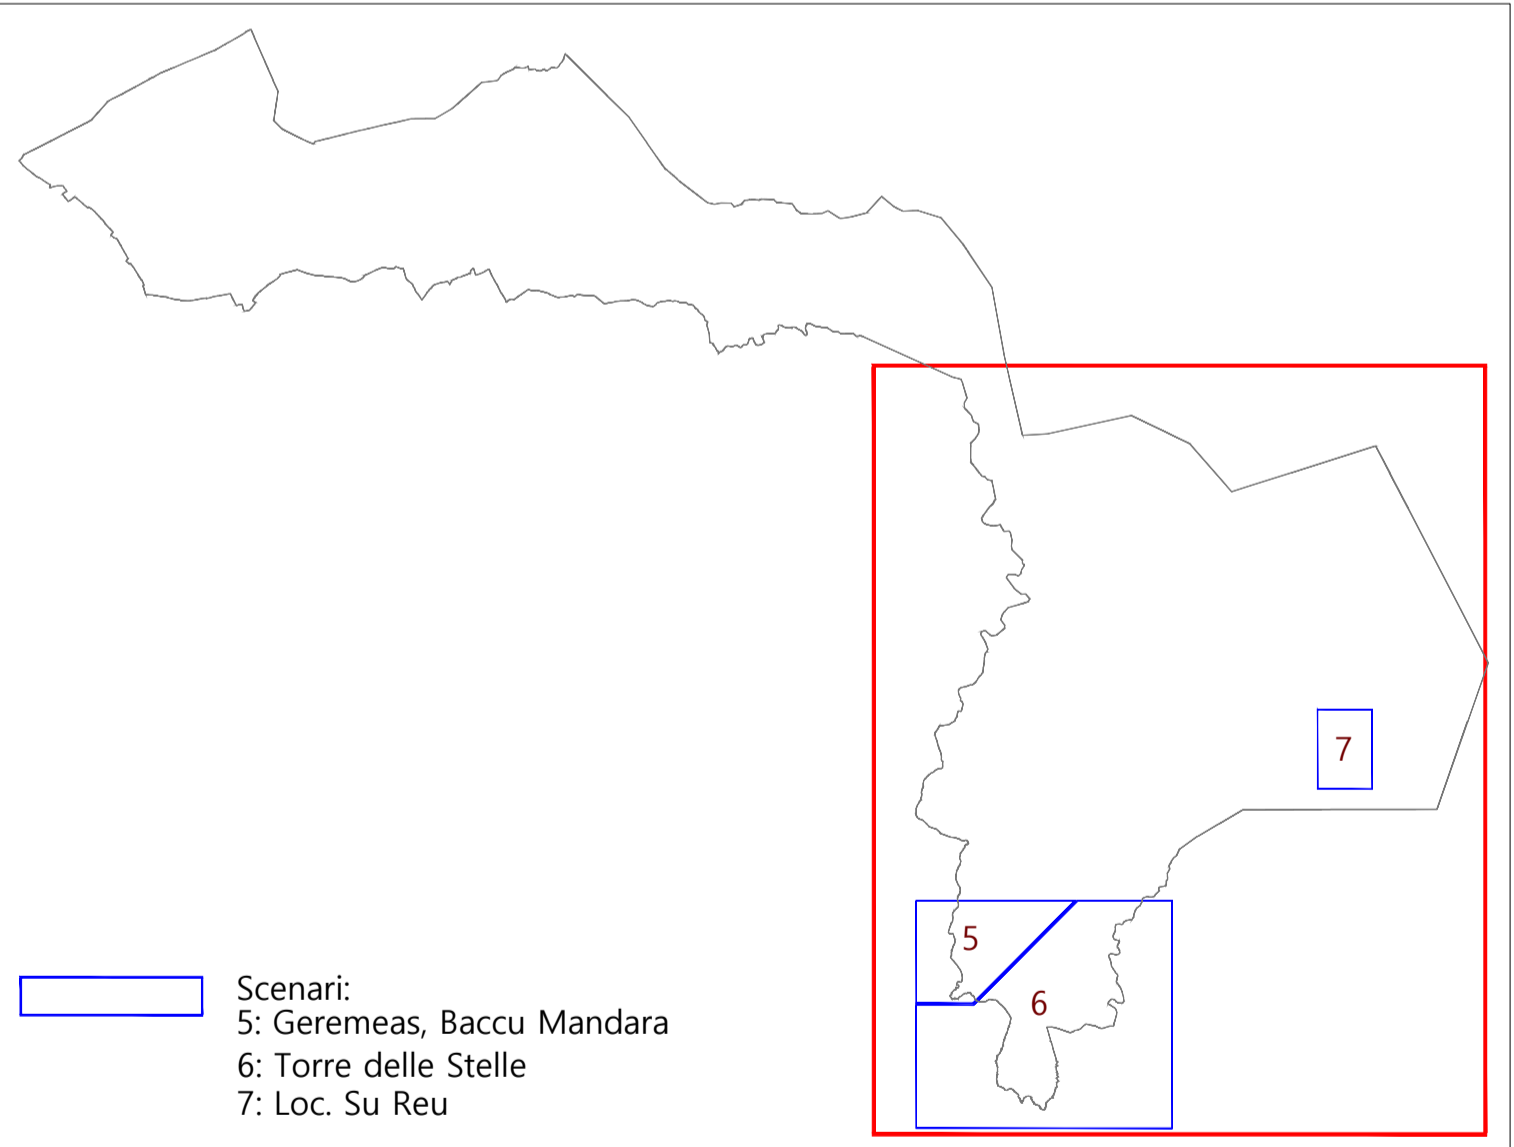 7
5
6
Scenari:
5: Geremeas, Baccu Mandara
6: Torre delle Stelle
7: Loc. Su Reu